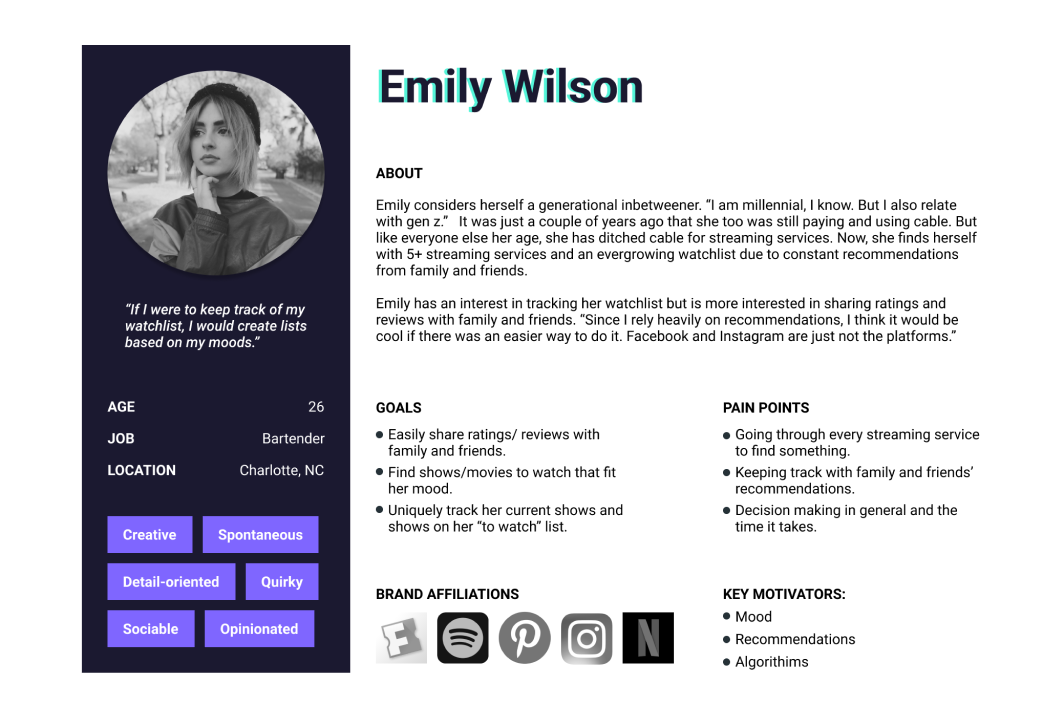 Emily Wilson
“If I were to keep track of my
watchlist, I would create lists
based on my moods.”
AGE 26
JOB Bartender
LOCATION Charlotte, NC
Creative Spontaneous
Detail-oriented Quirky
Sociable Opinionated
ABOUT
Emily considers herself a generational inbetweener. “I am millennial, I know. But I also relate
with gen z.” It was just a couple of years ago that she too was still paying and using cable. But
like everyone else her age, she has ditched cable for streaming services. Now, she finds herself
with 5+ streaming services and an evergrowing watchlist due to constant recommendations
from family and friends.
Emily has an interest in tracking her watchlist but is more interested in sharing ratings and
reviews with family and friends. “Since I rely heavily on recommendations, I think it would be
cool if there was an easier way to do it. Facebook and Instagram are just not the platforms.”
GOALS
Easily share ratings/ reviews with
family and friends.
Find shows/movies to watch that fit
her mood.
Uniquely track her current shows and
shows on her “to watch” list.
PAIN POINTS
Going through every streaming service
to find something.
Keeping track with family and friends’
recommendations.
Decision making in general and the
time it takes.
BRAND AFFILIATIONS
F
N
KEY MOTIVATORS:
Mood
Recommendations
Algorithims